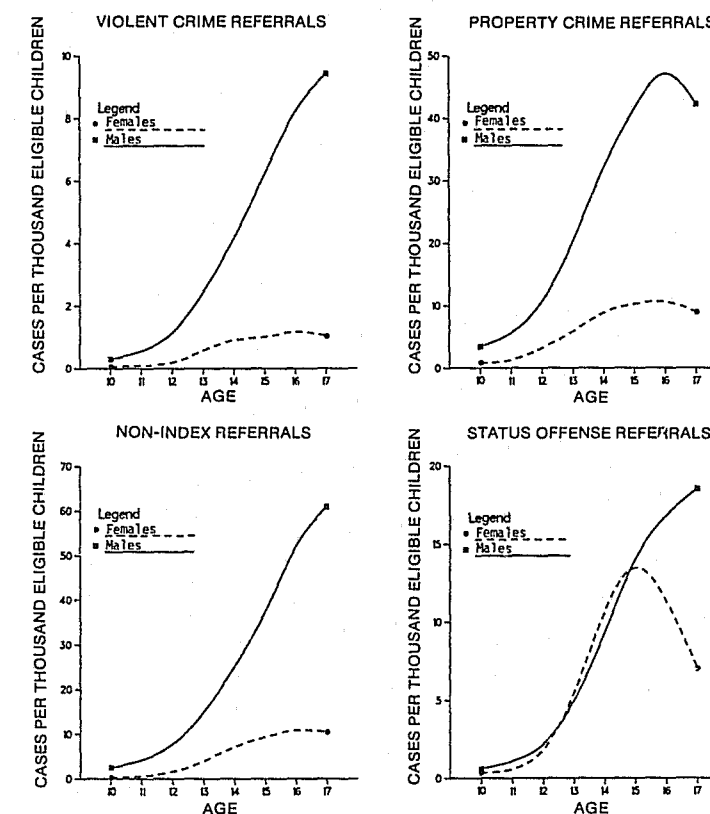 VIOLENT CRIME REFERRALS
CASES PER THOUSAND ELIGIBLE CHILDREN
10
8
6
4
2
0
Legend
Females
Males
10 11 12 13 14 15 16 17
AGE
PROPERTY CRIME REFERRALS
CASES PER THOUSAND ELIGIBLE CHILDREN
50
40
30
20
10
0
Legend
Females
Males
10 11 12 13 14 15 16 17
AGE
NON-INDEX REFERRALS
CASES PER THOUSAND ELIGIBLE CHILDREN
70
60
50
40
30
20
10
0
Legend
Females
Males
10 11 12 13 14 15 16 17
AGE
STATUS OFFENSE REFERRALS
CASES PER THOUSAND ELIGIBLE CHILDREN
20
15
10
5
0
Legend
Females
Males
10 11 12 13 14 15 16 17
AGE